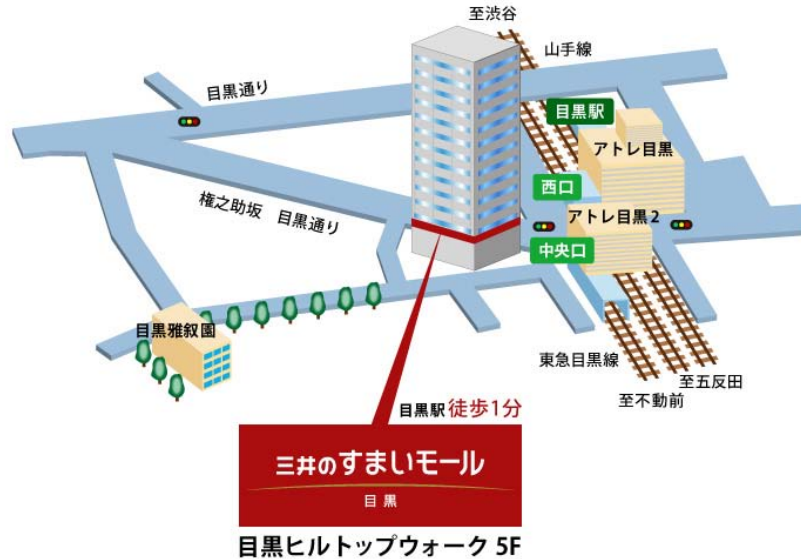 至渋谷
山手線
目黒通り
目黒駅
アトレ目黒
西口
権之助坂 目黒通り
アトレ目黒2
中央口
目黒雅叙園
東急目黒線
至五反田
至不動前
目黒駅 徒歩1分
三井のすまいモール
目黒
目黒ヒルトップウォーク 5F